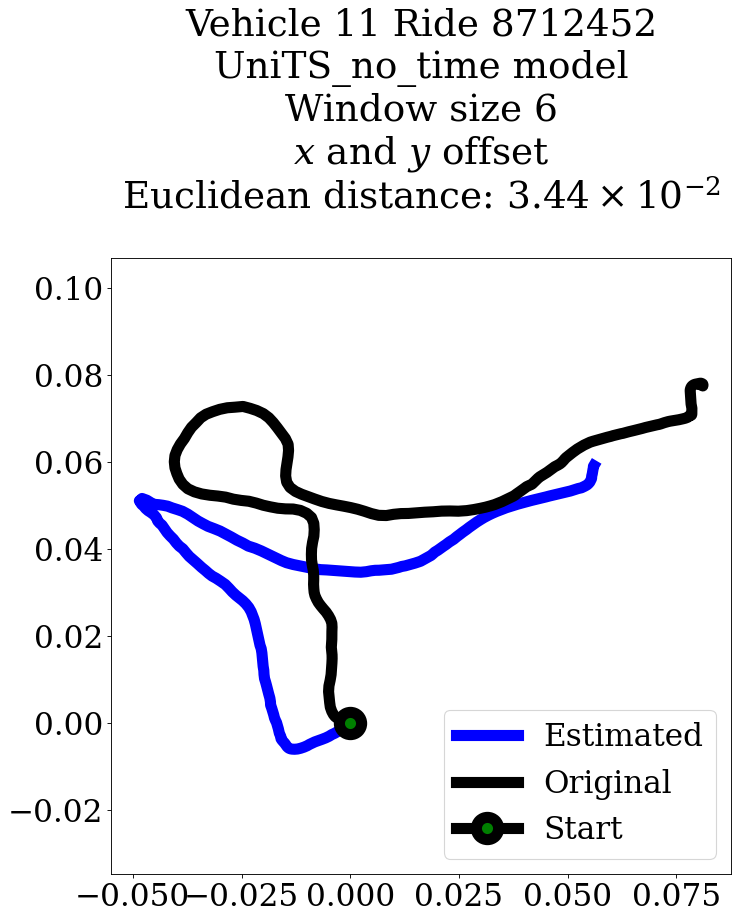 Vehicle 11 Ride 8712452
UniTS_no_time model
Window size 6
x and y offset
Euclidean distance: 3.44 × 10⁻²
0.10
0.08
0.06
0.04
0.02
0.00
−0.02
Estimated
Original
Start
−0.050 −0.025 0.000 0.025 0.050 0.075